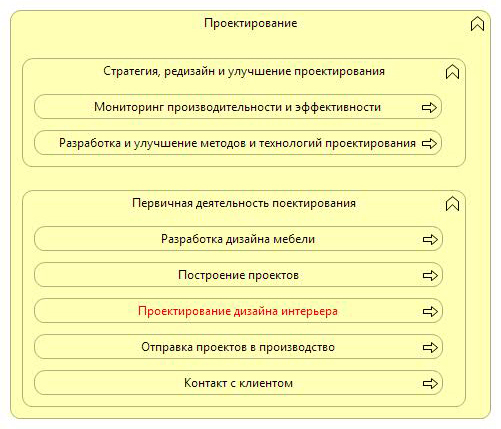 Проектирование
Стратегия, редизайн и улучшение проектирования
Мониторинг производительности и эффективности
Разработка и улучшение методов и технологий проектирования
Первичная деятельность поектирования
Разработка дизайна мебели
Построение проектов
Проектирование дизайна интерьера
Отправка проектов в производство
Контакт с клиентом